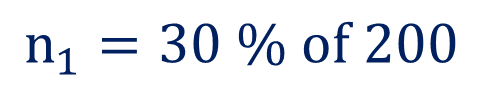 n₁ = 30 % of 200